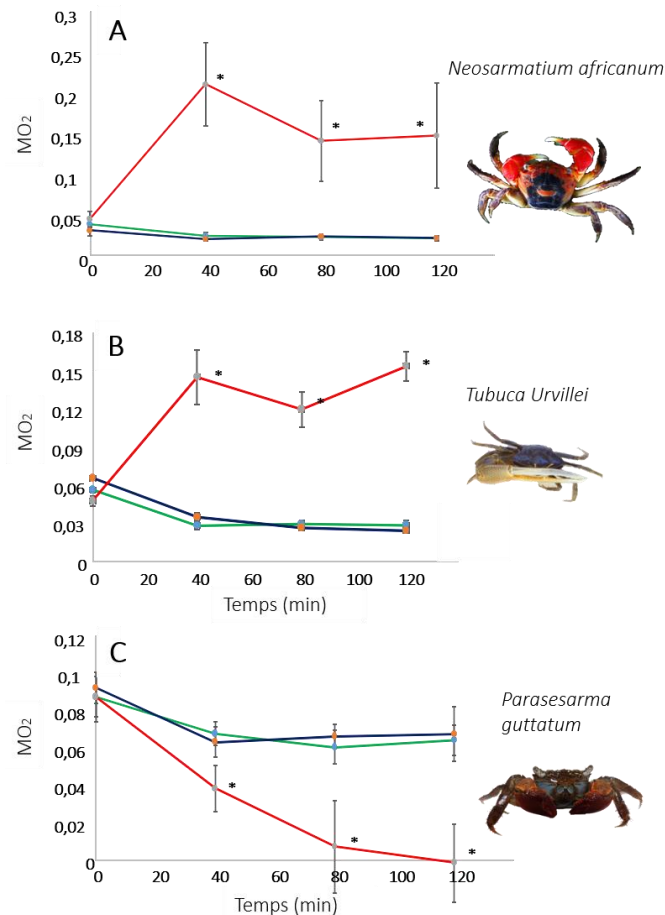 A
0,3
0,25
0,2
0,15
0,1
0,05
0
MO2
0 20 40 60 80 100 120
*
*
*
Neosarmatium africanum
B
0,18
0,15
0,12
0,09
0,06
0,03
0
MO2
0 20 40 60 80 100 120
Temps (min)
*
*
*
Tubuca Urvillei
C
0,12
0,1
0,08
0,06
0,04
0,02
0
MO2
0 20 40 60 80 100 120
Temps (min)
*
*
*
Parasesarma
guttatum